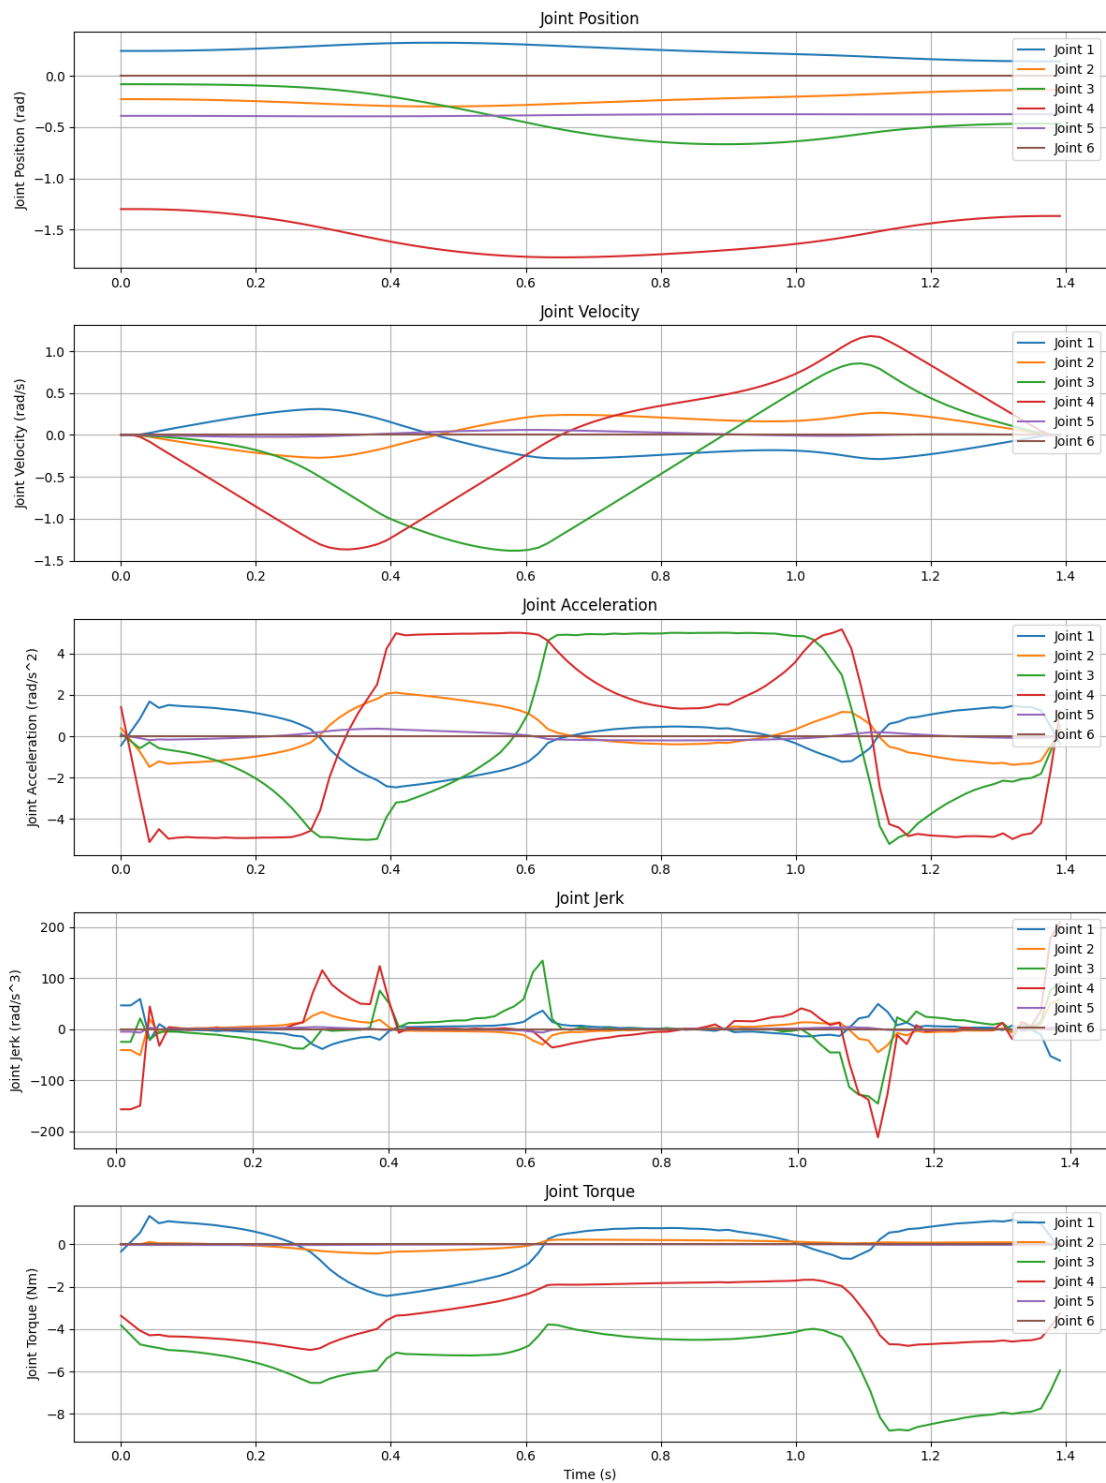 Joint Position
Joint Position (rad)
0.0
−0.5
−1.0
−1.5
Joint 1
Joint 2
Joint 3
Joint 4
Joint 5
Joint 6
0.0 0.2 0.4 0.6 0.8 1.0 1.2 1.4
Joint Velocity
Joint Velocity (rad/s)
1.0
0.5
0.0
−0.5
−1.0
−1.5
Joint 1
Joint 2
Joint 3
Joint 4
Joint 5
Joint 6
0.0 0.2 0.4 0.6 0.8 1.0 1.2 1.4
Joint Acceleration
Joint Acceleration (rad/s^2)
4
2
0
−2
−4
Joint 1
Joint 2
Joint 3
Joint 4
Joint 5
Joint 6
0.0 0.2 0.4 0.6 0.8 1.0 1.2 1.4
Joint Jerk
Joint Jerk (rad/s^3)
200
100
0
−100
−200
Joint 1
Joint 2
Joint 3
Joint 4
Joint 5
Joint 6
0.0 0.2 0.4 0.6 0.8 1.0 1.2 1.4
Joint Torque
Joint Torque (Nm)
0
−2
−4
−6
−8
Joint 1
Joint 2
Joint 3
Joint 4
Joint 5
Joint 6
0.0 0.2 0.4 0.6 0.8 1.0 1.2 1.4
Time (s)